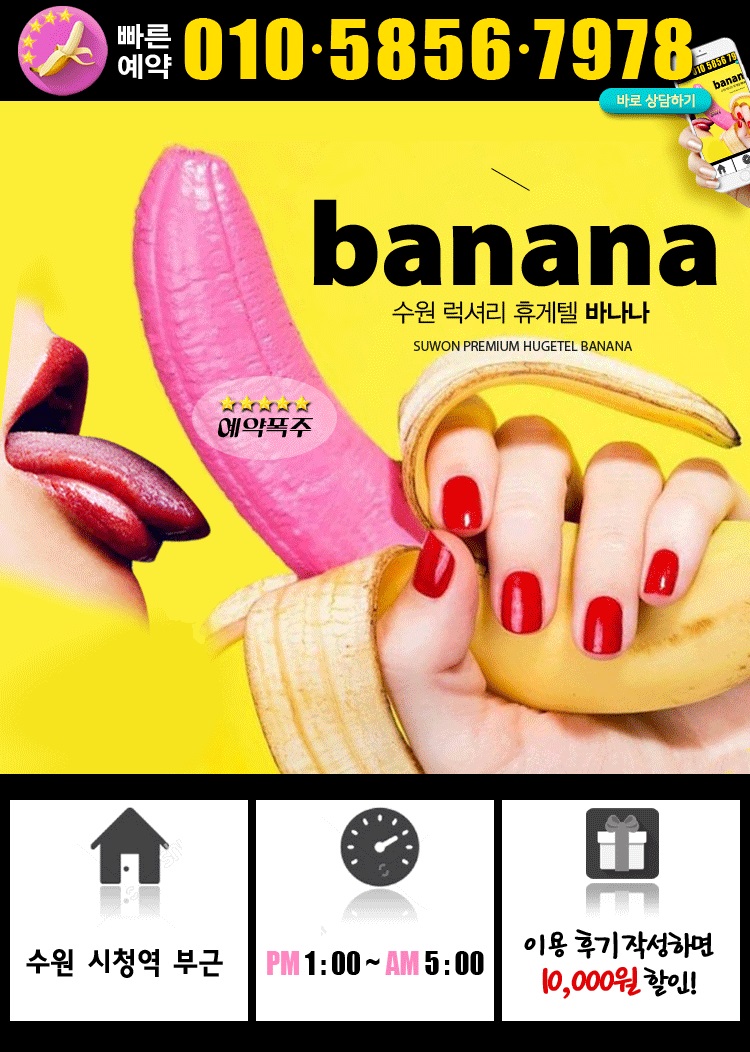 빠른
예약
010·5856·7978
바로 상담하기
banana
수원 럭셔리 휴게텔 바나나
SUWON PREMIUM HUGETEL BANANA
예약폭주
수원 시청역 부근
PM 1:00 ~ AM 5:00
이용 후기 작성하면
10,000원 할인!